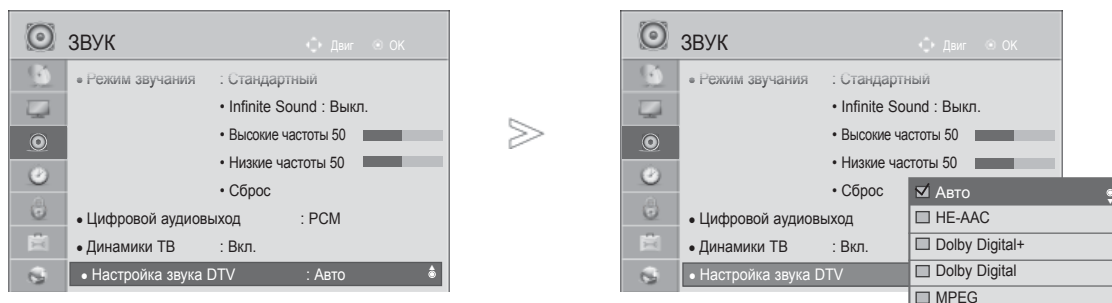 ЗВУК
Двиг OK
• Режим звучания : Стандартный
• Infinite Sound : Выкл.
• Высокие частоты 50
• Низкие частоты 50
• Сброс
• Цифровой аудиовыход : PCM
• Динамики ТВ : Вкл.
• Настройка звука DTV : Авто
ЗВУК
Двиг OK
• Режим звучания : Стандартный
• Infinite Sound : Выкл.
• Высокие частоты 50
• Низкие частоты 50
• Сброс
• Цифровой аудиовыход
• Динамики ТВ : Вкл.
• Настройка звука DTV
Авто
HE-AAC
Dolby Digital+
Dolby Digital
MPEG